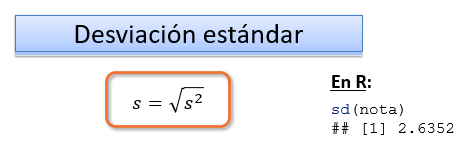 Desviación estándar
s = √s²
En R:
sd(nota)
## [1] 2.6352